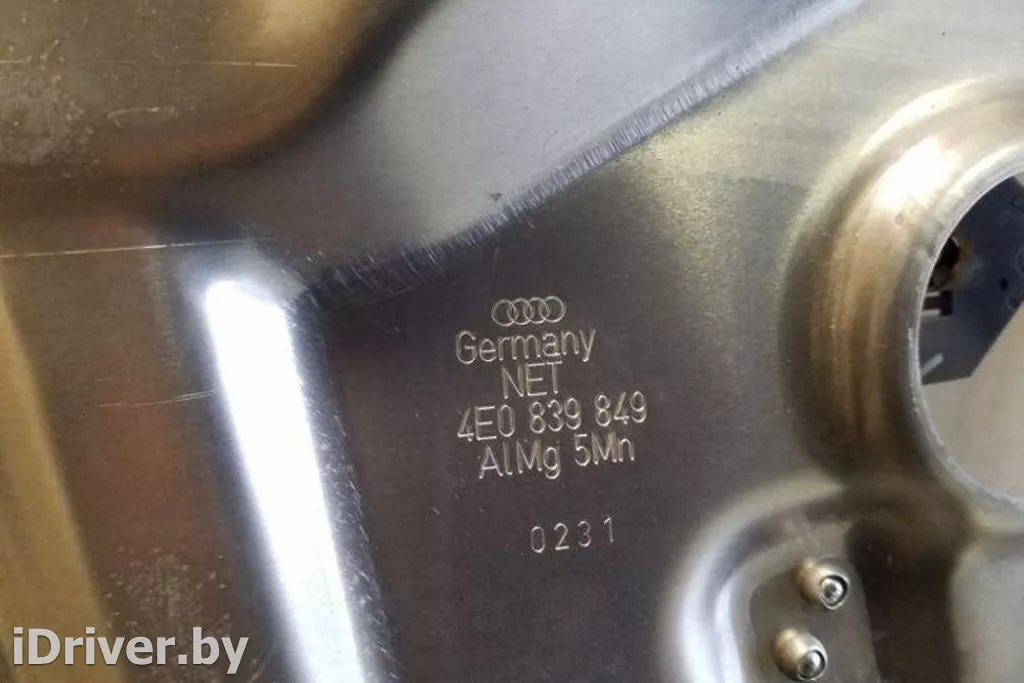 Germany
NET
4E0 839 849
AlMg 5Mn
0231
iDriver.by